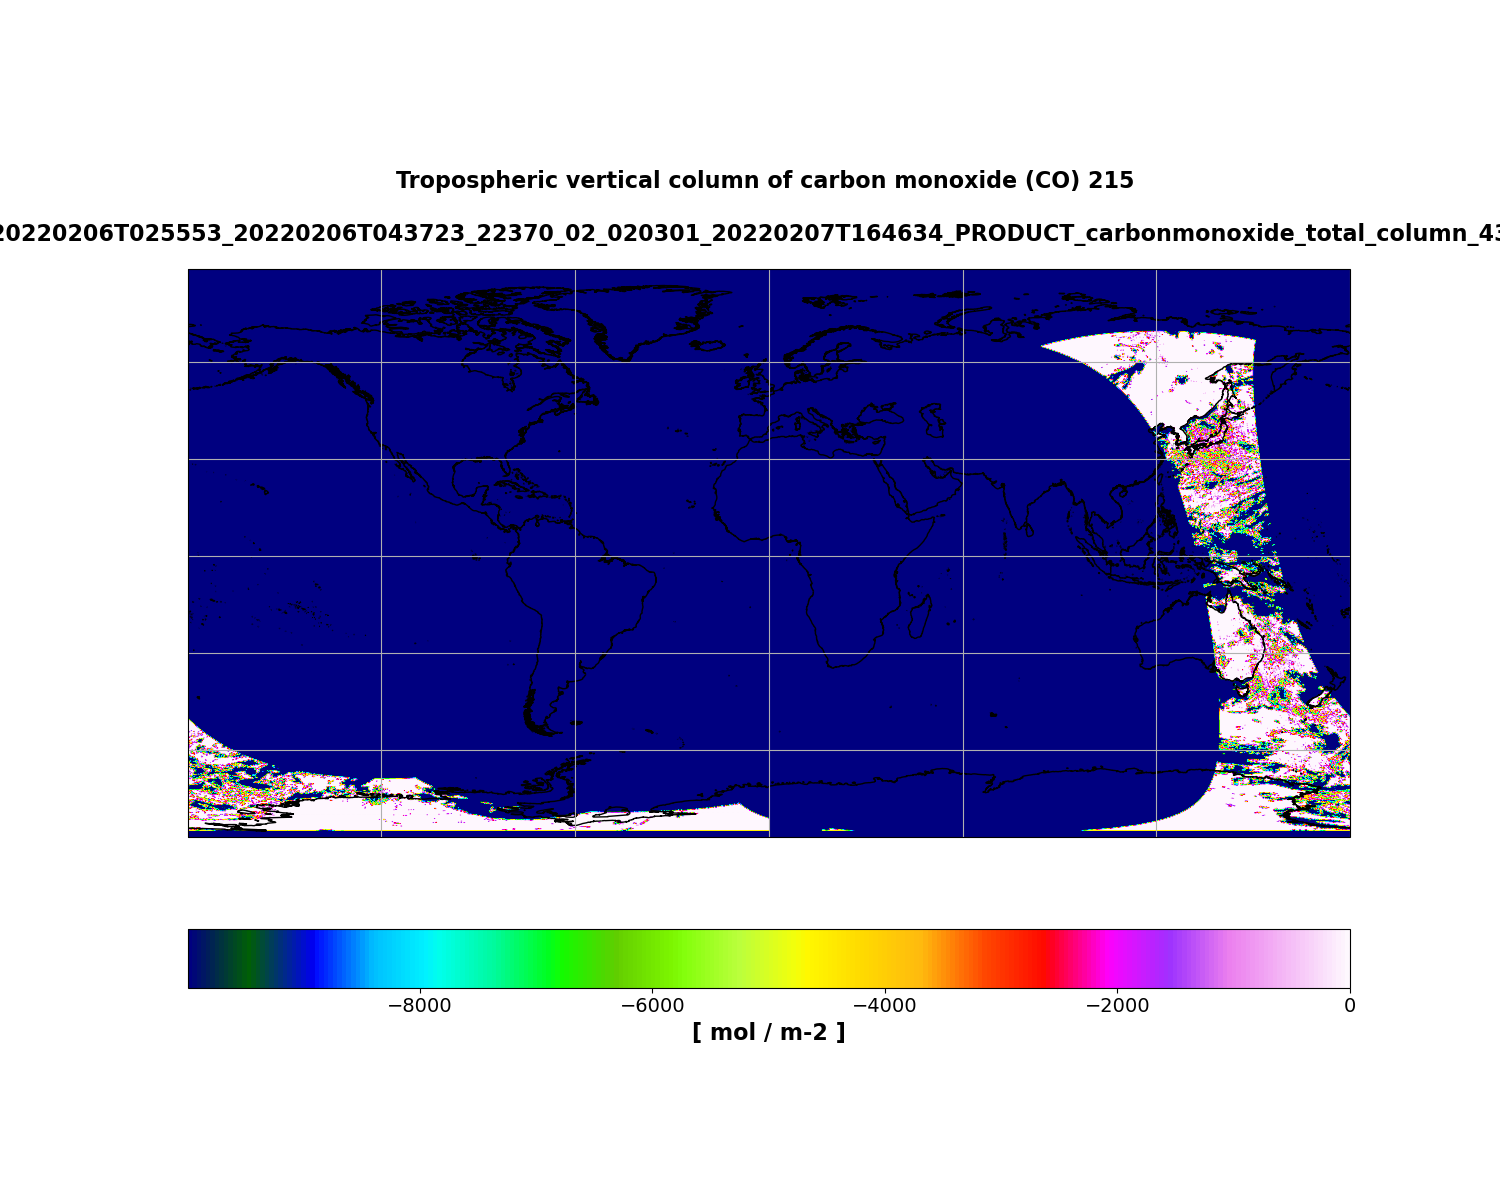 Tropospheric vertical column of carbon monoxide (CO) 215
20220206T025553_20220206T043723_22370_02_020301_20220207T164634_PRODUCT_carbonmonoxide_total_column_43
−8000 −6000 −4000 −2000 0
[ mol / m-2 ]